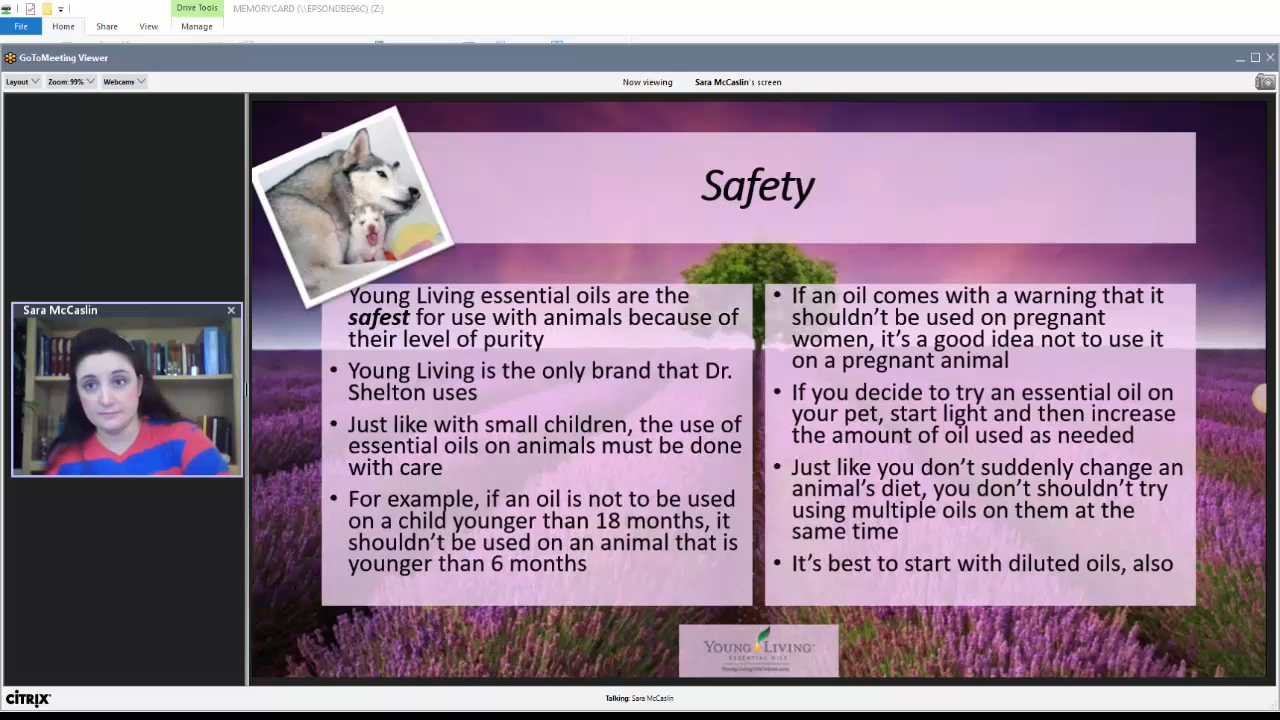 Drive Tools
MEMORYCARD (\\EPSONDBE96C) (Z:)
File Home Share View Manage
GoToMeeting Viewer
Layout Zoom: 99% Webcams
Now viewing Sara McCaslin's screen
Sara McCaslin
Safety
Young Living essential oils are the
safest for use with animals because of
their level of purity
• Young Living is the only brand that Dr.
Shelton uses
• Just like with small children, the use of
essential oils on animals must be done
with care
• For example, if an oil is not to be used
on a child younger than 18 months, it
shouldn't be used on an animal that is
younger than 6 months
• If an oil comes with a warning that it
shouldn't be used on pregnant
women, it's a good idea not to use it
on a pregnant animal
• If you decide to try an essential oil on
your pet, start light and then increase
the amount of oil used as needed
• Just like you don't suddenly change an
animal's diet, you don't shouldn't try
using multiple oils on them at the
same time
• It's best to start with diluted oils, also
YOUNG LIVING
ESSENTIAL OILS
CITRIX
Talking: Sara McCaslin